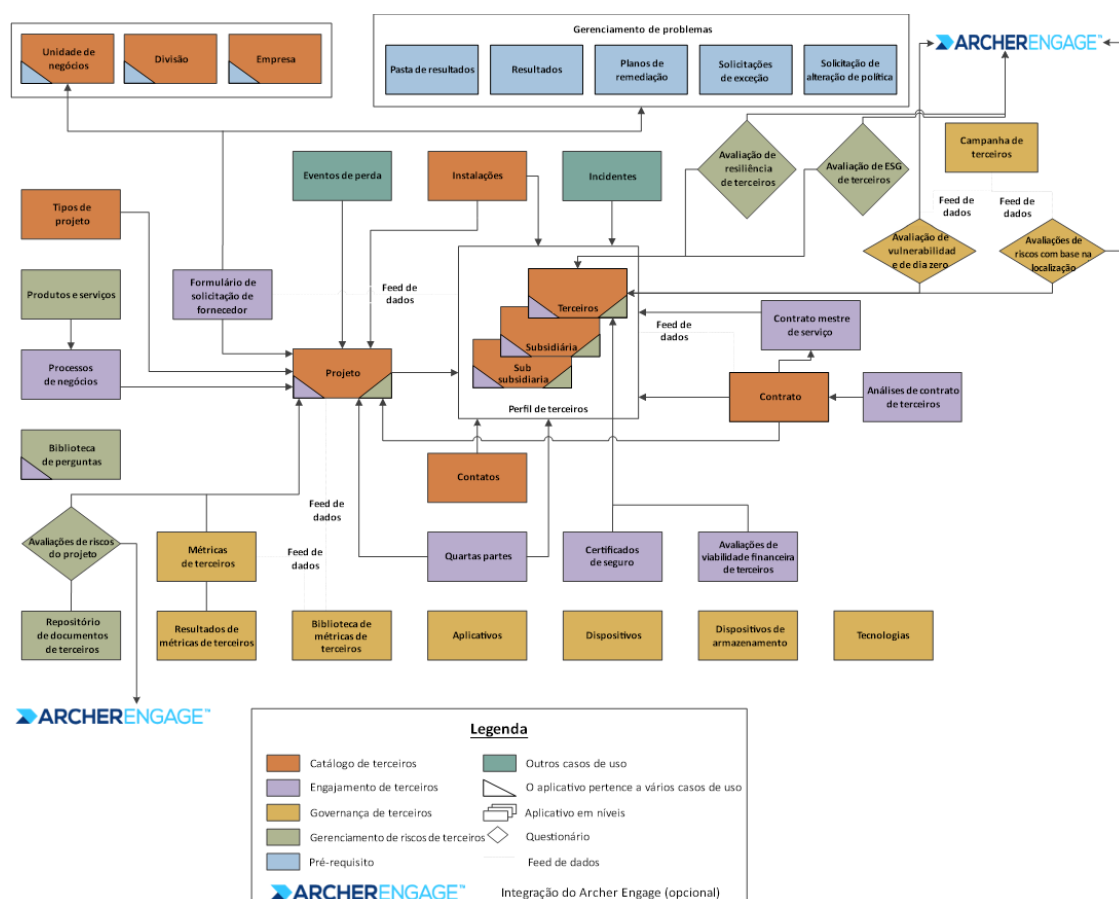 Unidade de
negócios
Divisão
Empresa
Gerenciamento de problemas
Pasta de resultados
Resultados
Planos de
remediação
Solicitações
de exceção
Solicitação de
alteração de política
ARCHERENGAGE™
Eventos de perda
Instalações
Incidentes
Avaliação de
resiliência
de terceiros
Avaliação de ESG
de terceiros
Campanha de
terceiros
Tipos de
projeto
Feed de
dados
Feed de
dados
Avaliação de
vulnerabilidad
e de dia zero
Avaliações de
riscos com base na
localização
Produtos e serviços
Formulário de
solicitação de
fornecedor
Feed de
dados
Terceiros
Subsidiária
Sub
subsidiaria
Perfil de terceiros
Feed de
dados
Contrato mestre
de serviço
Processos
de negócios
Projeto
Contrato
Análises de contrato
de terceiros
Biblioteca
de perguntas
Contatos
Feed de
dados
Avaliações de riscos
do projeto
Métricas
de terceiros
Feed de
dados
Quartas partes
Certificados
de seguro
Avaliações de
viabilidade financeira
de terceiros
Repositório
de documentos
de terceiros
Resultados de
métricas de terceiros
Biblioteca de
métricas de
terceiros
Aplicativos
Dispositivos
Dispositivos de
armazenamento
Tecnologias
ARCHERENGAGE™
Legenda
Catálogo de terceiros
Outros casos de uso
Engajamento de terceiros
O aplicativo pertence a vários casos de uso
Governança de terceiros
Aplicativo em níveis
Gerenciamento de riscos de terceiros
Questionário
Pré-requisito
Feed de dados
ARCHERENGAGE™
Integração do Archer Engage (opcional)